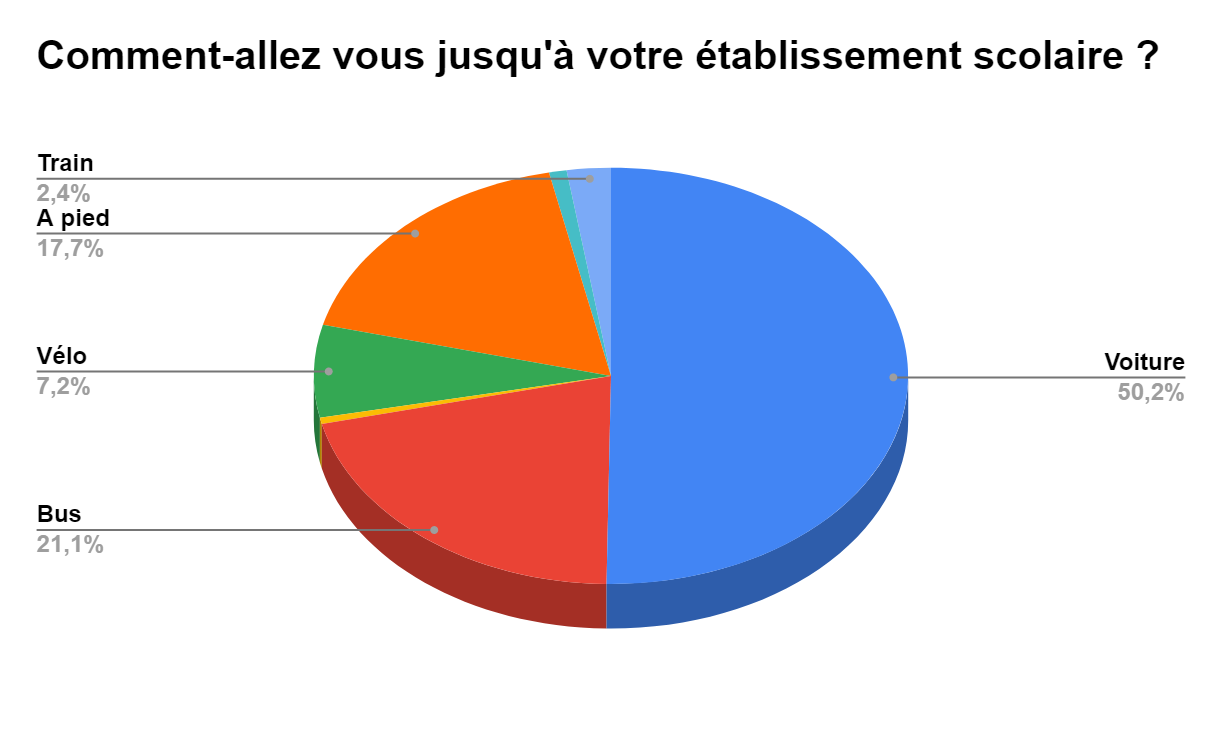 Comment-allez vous jusqu'à votre établissement scolaire ?
Train
2,4%
A pied
17,7%
Vélo
7,2%
Bus
21,1%
Voiture
50,2%